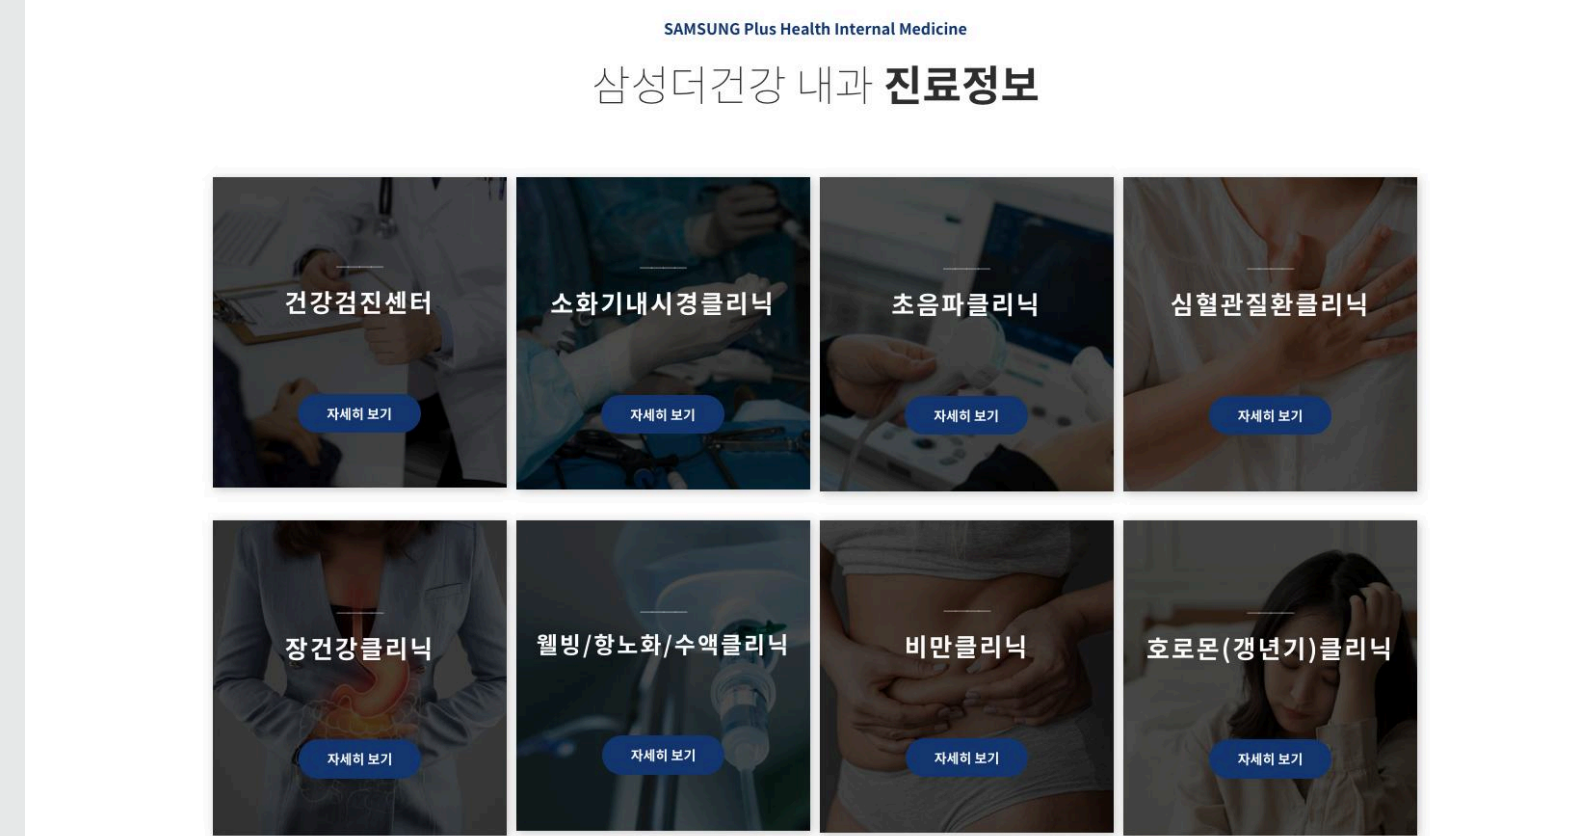 SAMSUNG Plus Health Internal Medicine
삼성더건강 내과 진료정보
건강검진센터
자세히 보기
소화기내시경클리닉
자세히 보기
초음파클리닉
자세히 보기
심혈관질환클리닉
자세히 보기
장건강클리닉
자세히 보기
웰빙/항노화/수액클리닉
자세히 보기
비만클리닉
자세히 보기
호로몬(갱년기)클리닉
자세히 보기